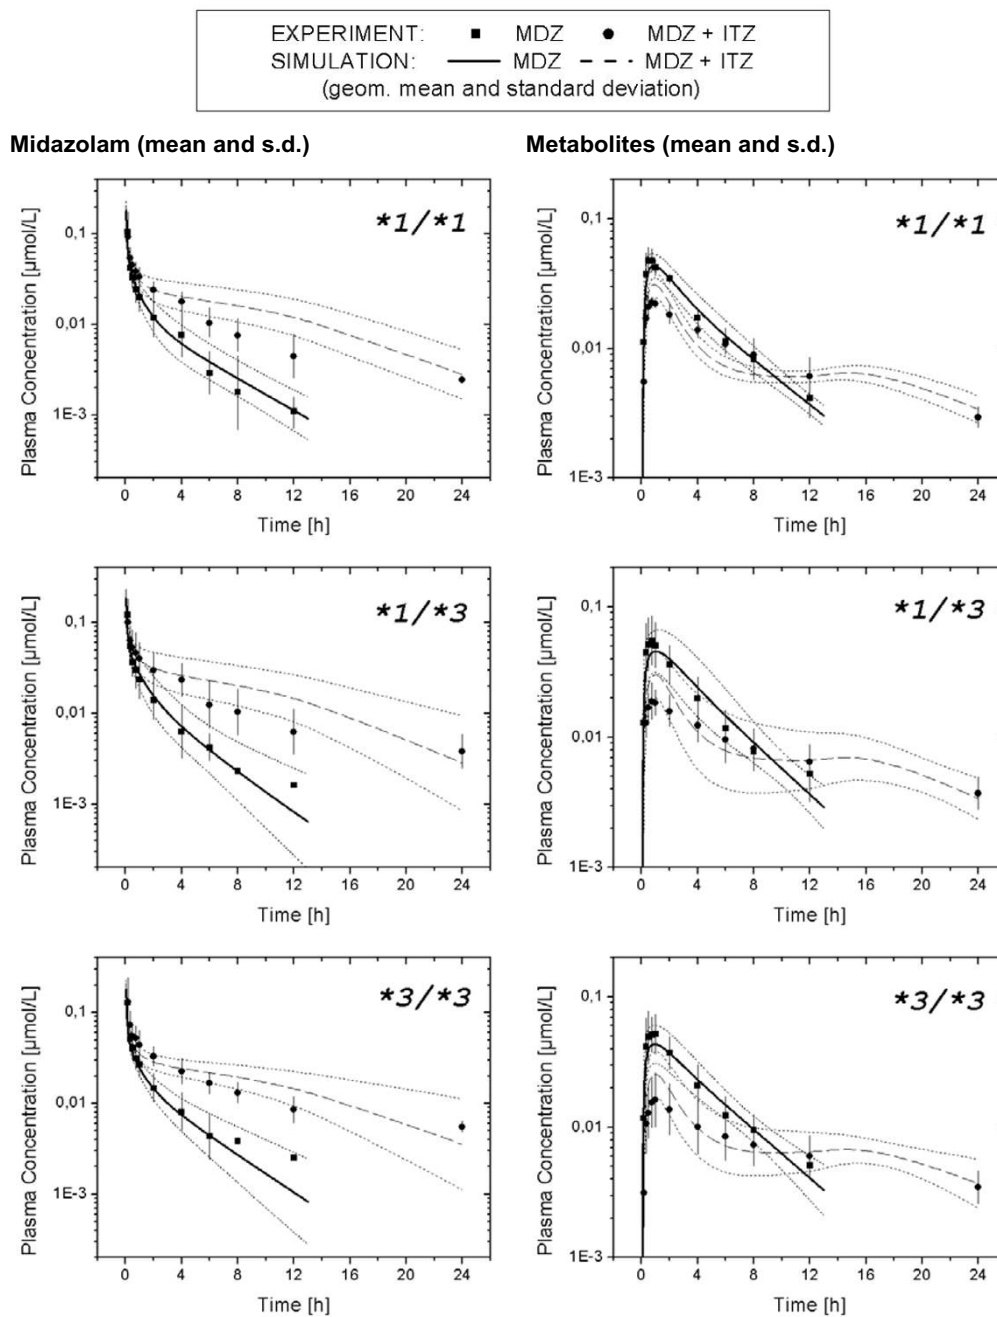 EXPERIMENT: MDZ MDZ + ITZ
SIMULATION: MDZ MDZ + ITZ
(geom. mean and standard deviation)
Midazolam (mean and s.d.)
Plasma Concentration [µmol/L]
0,1
0,01
1E-3
*1/*1
0 4 8 12 16 20 24
Time [h]
Metabolites (mean and s.d.)
Plasma Concentration [µmol/L]
0,1
0,01
1E-3
*1/*1
0 4 8 12 16 20 24
Time [h]
Plasma Concentration [µmol/L]
0,1
0,01
1E-3
*1/*3
0 4 8 12 16 20 24
Time [h]
Plasma Concentration [µmol/L]
0,1
0,01
1E-3
*1/*3
0 4 8 12 16 20 24
Time [h]
Plasma Concentration [µmol/L]
0,1
0,01
1E-3
*3/*3
0 4 8 12 16 20 24
Time [h]
Plasma Concentration [µmol/L]
0,1
0,01
1E-3
*3/*3
0 4 8 12 16 20 24
Time [h]